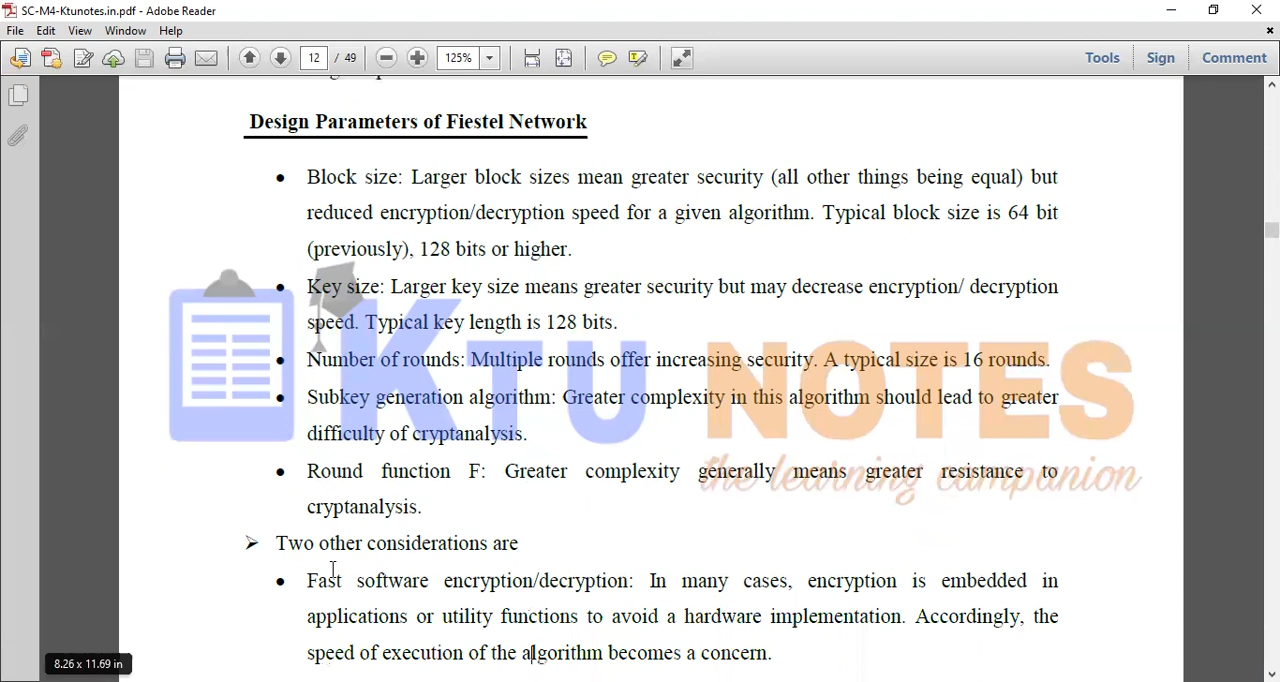 SC-M4-Ktunotes.in.pdf - Adobe Reader
File Edit View Window Help
12 / 49 125% Tools Sign Comment
Design Parameters of Fiestel Network
• Block size: Larger block sizes mean greater security (all other things being equal) but
reduced encryption/decryption speed for a given algorithm. Typical block size is 64 bit
(previously), 128 bits or higher.
• Key size: Larger key size means greater security but may decrease encryption/ decryption
speed. Typical key length is 128 bits.
• Number of rounds: Multiple rounds offer increasing security. A typical size is 16 rounds.
• Subkey generation algorithm: Greater complexity in this algorithm should lead to greater
difficulty of cryptanalysis.
• Round function F: Greater complexity generally means greater resistance to
cryptanalysis.
➢ Two other considerations are
• Fast software encryption/decryption: In many cases, encryption is embedded in
applications or utility functions to avoid a hardware implementation. Accordingly, the
speed of execution of the algorithm becomes a concern.
KTU NOTES
the learning companion
8.26 x 11.69 in